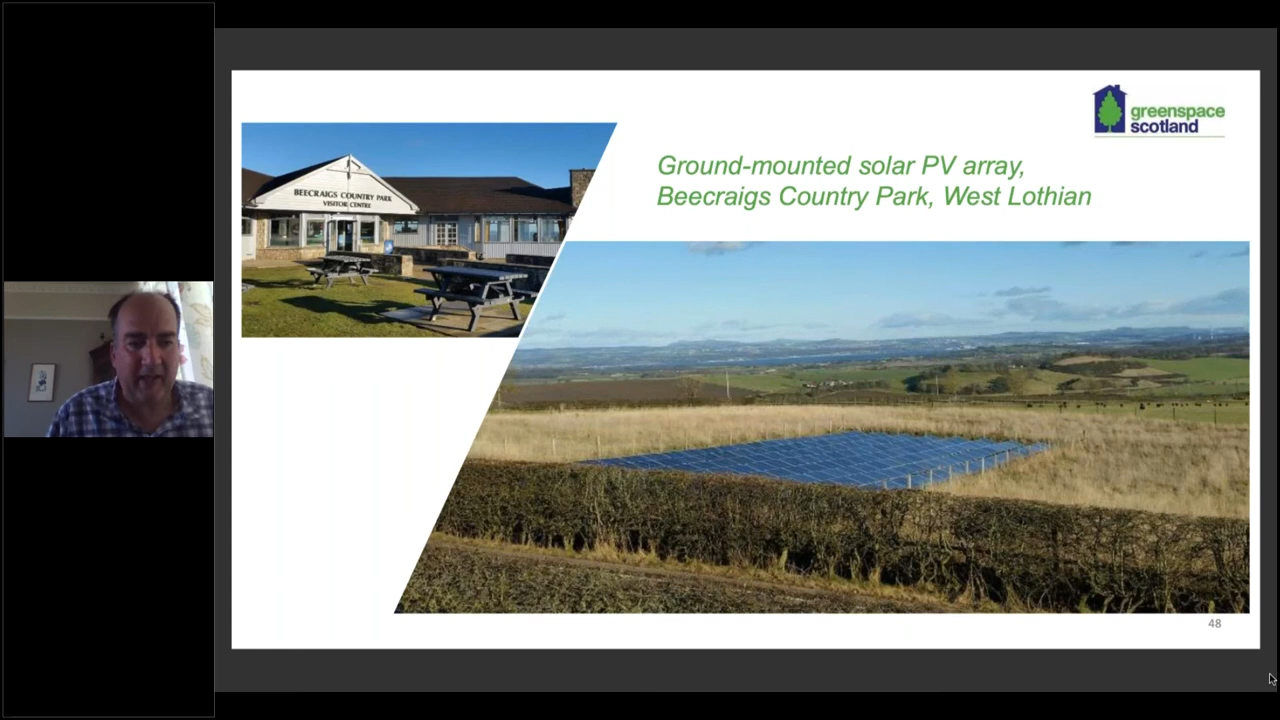 greenspace
scotland
Ground-mounted solar PV array,
Beecraigs Country Park, West Lothian
BEECRAIGS COUNTRY PARK
VISITOR CENTRE
48